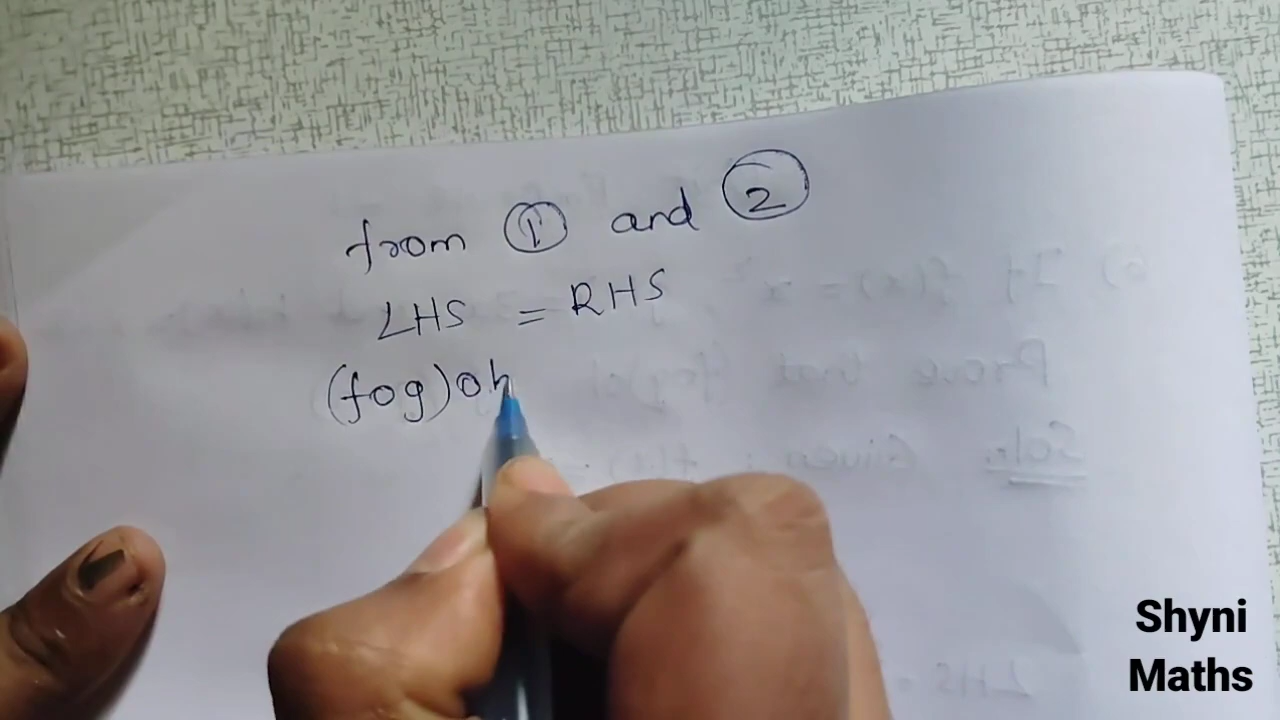 from ① and ②
LHS = RHS
(fog)oh
Shyni
Maths